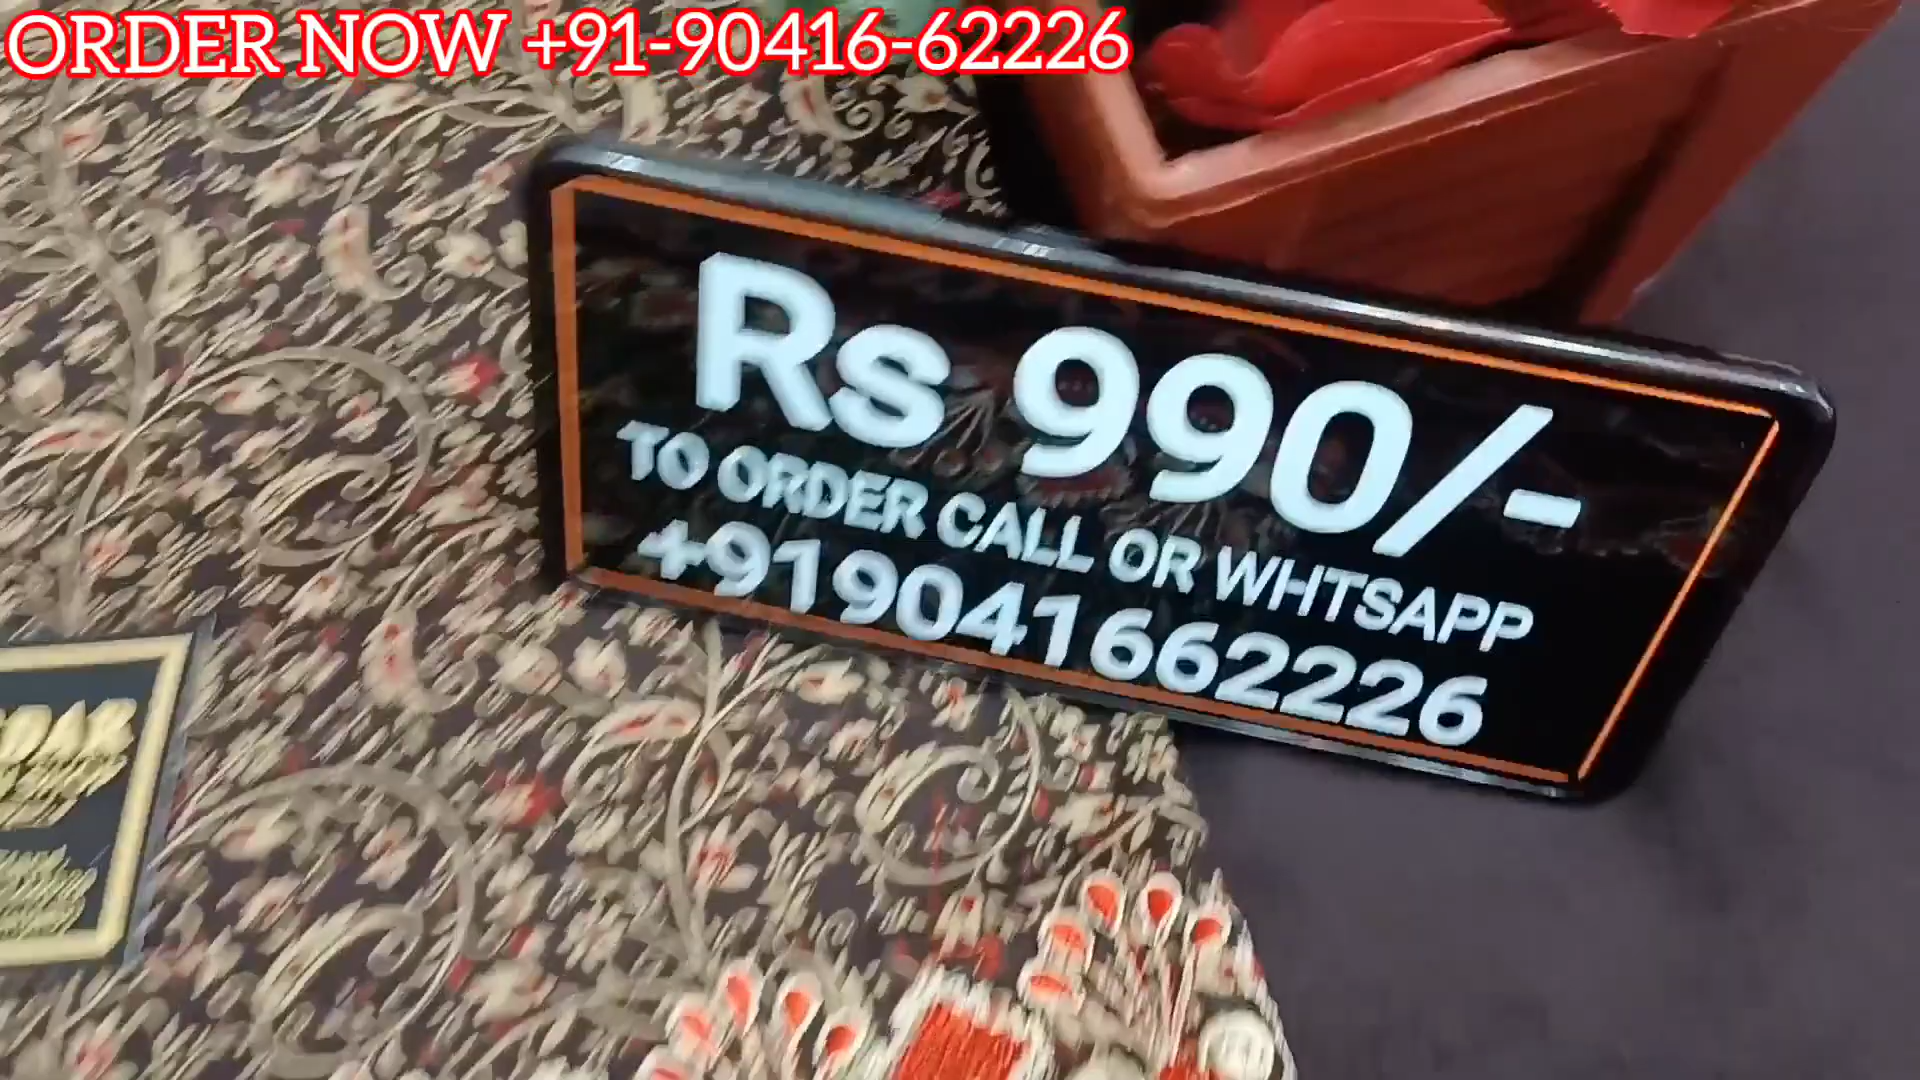 ORDER NOW +91-90416-62226
Rs 990/-
TO ORDER CALL OR WHTSAPP
+919041662226